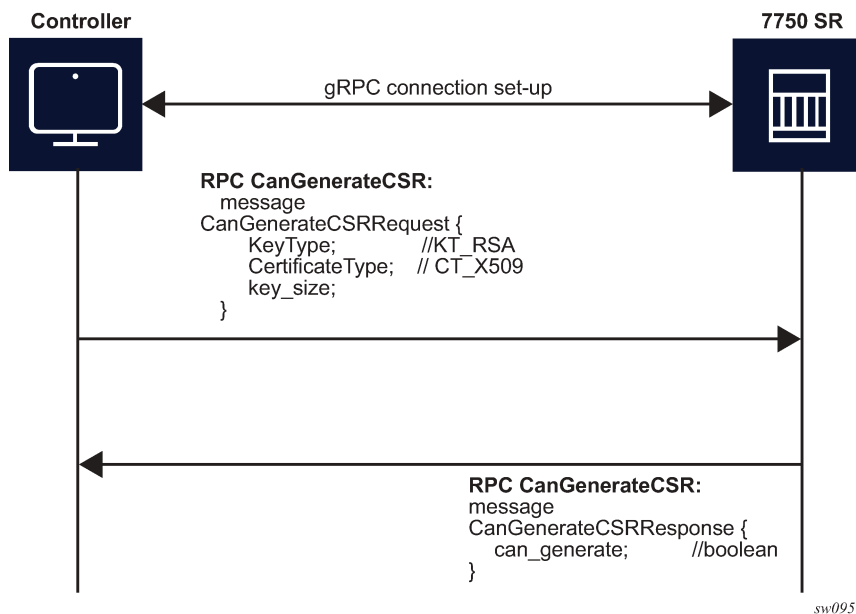 Controller
7750 SR
gRPC connection set-up
RPC CanGenerateCSR:
message
CanGenerateCSRRequest {
KeyType; //KT_RSA
CertificateType; // CT_X509
key_size;
}
RPC CanGenerateCSR:
message
CanGenerateCSRResponse {
can_generate; //boolean
}
sw095